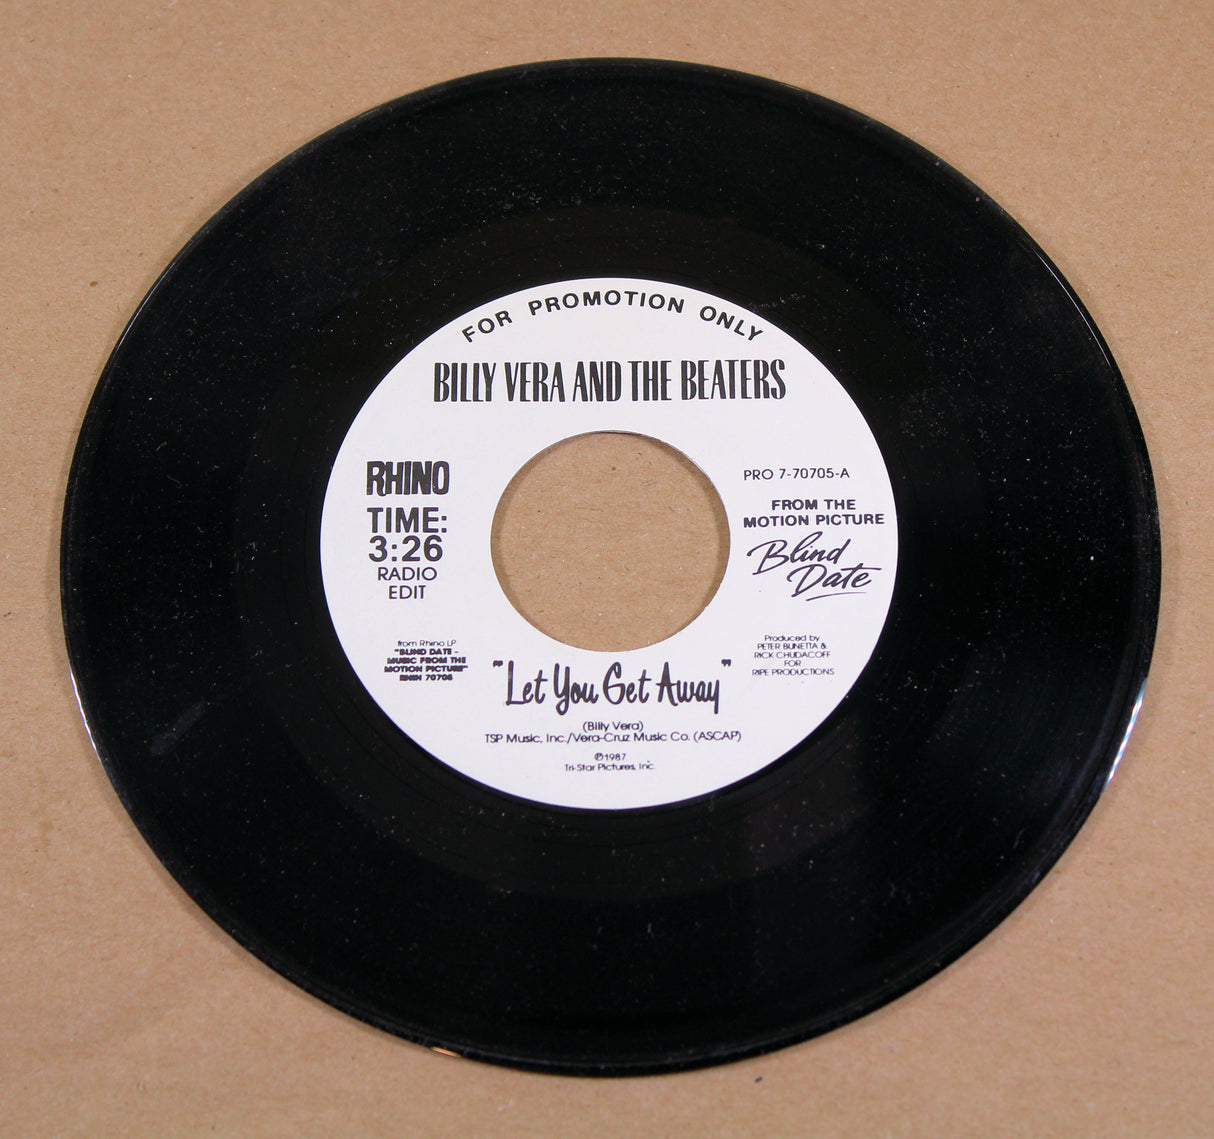 FOR PROMOTION ONLY
BILLY VERA AND THE BEATERS
RHINO
TIME:
3:26
RADIO
EDIT
PRO 7-70705-A
FROM THE
MOTION PICTURE
Blind
Date
from Rhino LP
"BLIND DATE -
MUSIC FROM THE
MOTION PICTURE"
RNIN 70705
Produced by
PETER BUNETTA &
RICK CHUDACOFF
FOR
RIPE PRODUCTIONS
"Let You Get Away"
(Billy Vera)
TSP Music, Inc./Vera-Cruz Music Co. (ASCAP)
℗1987
Tri-Star Pictures, Inc.